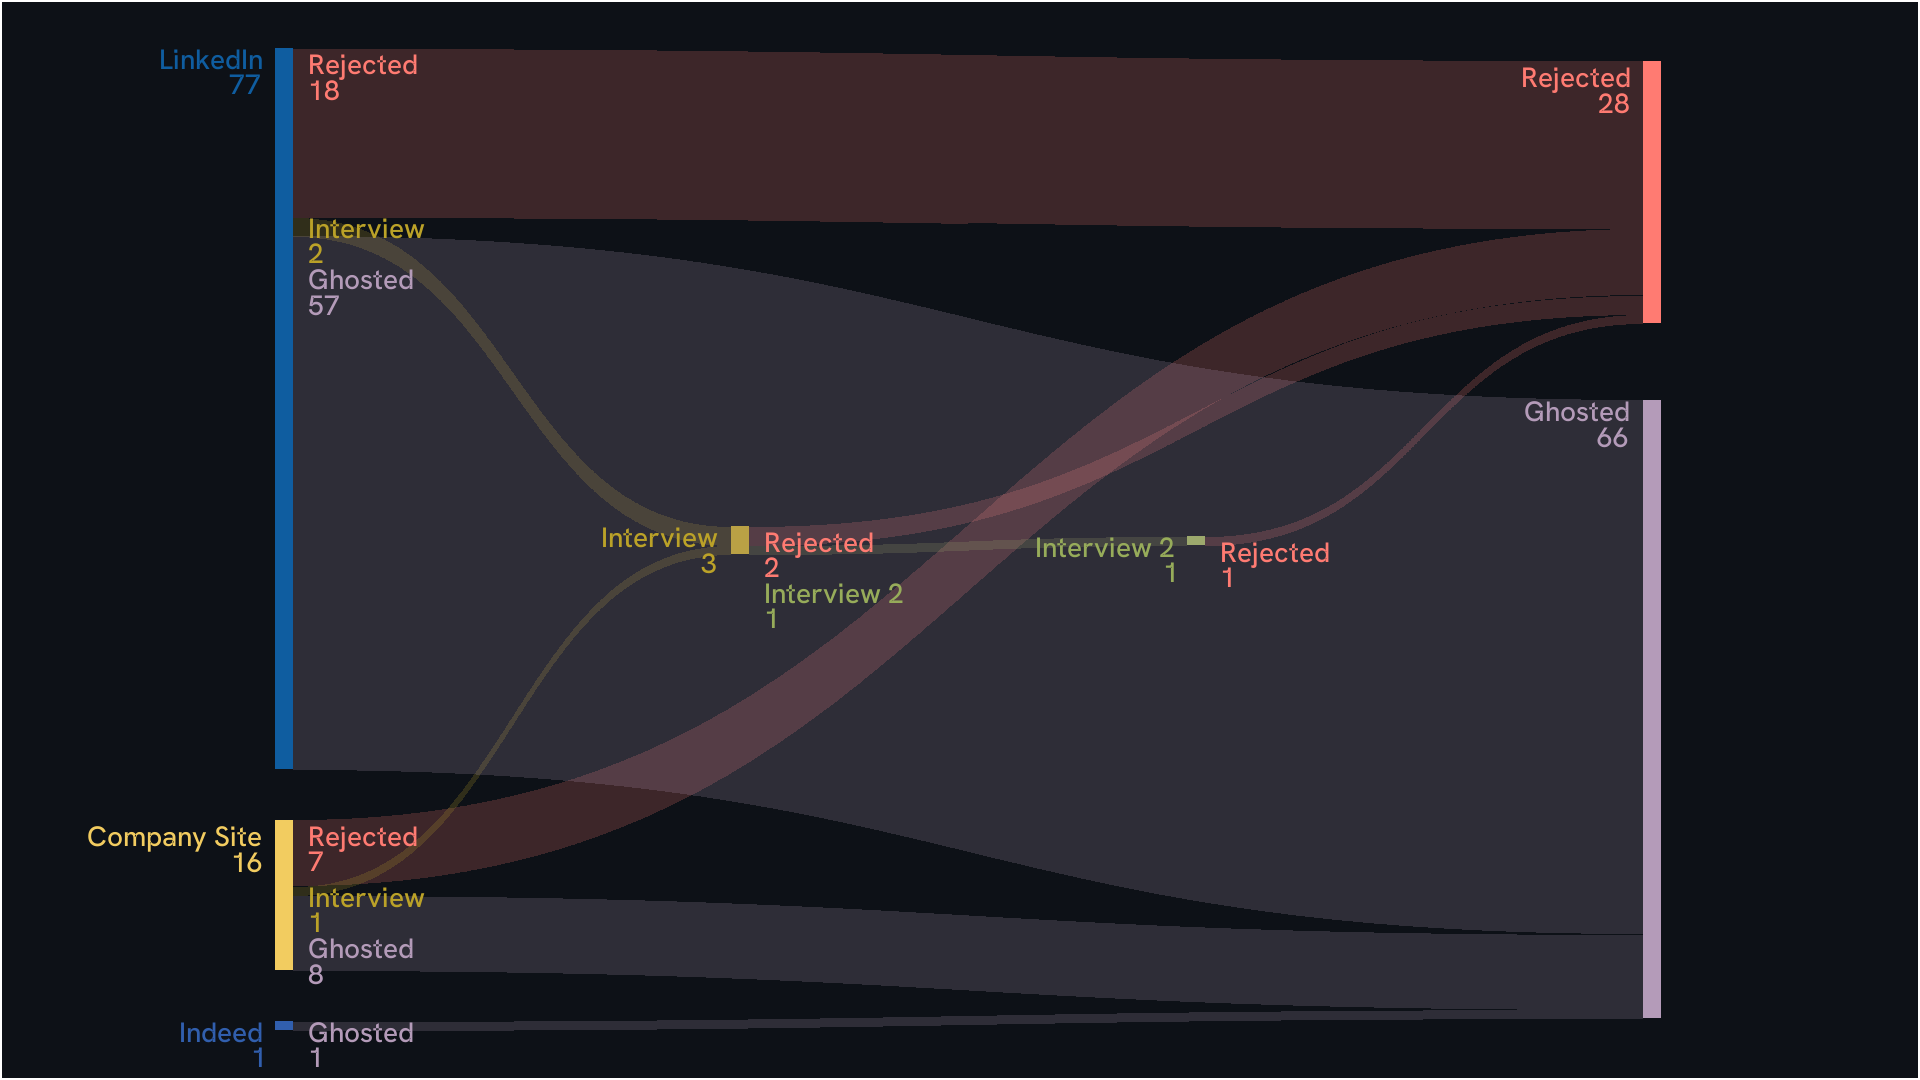 LinkedIn
77
Rejected
18
Interview
2
Ghosted
57
Rejected
28
Ghosted
66
Interview
3
Rejected
2
Interview 2
1
Interview 2
1
Rejected
1
Company Site
16
Rejected
7
Interview
1
Ghosted
8
Indeed
1
Ghosted
1